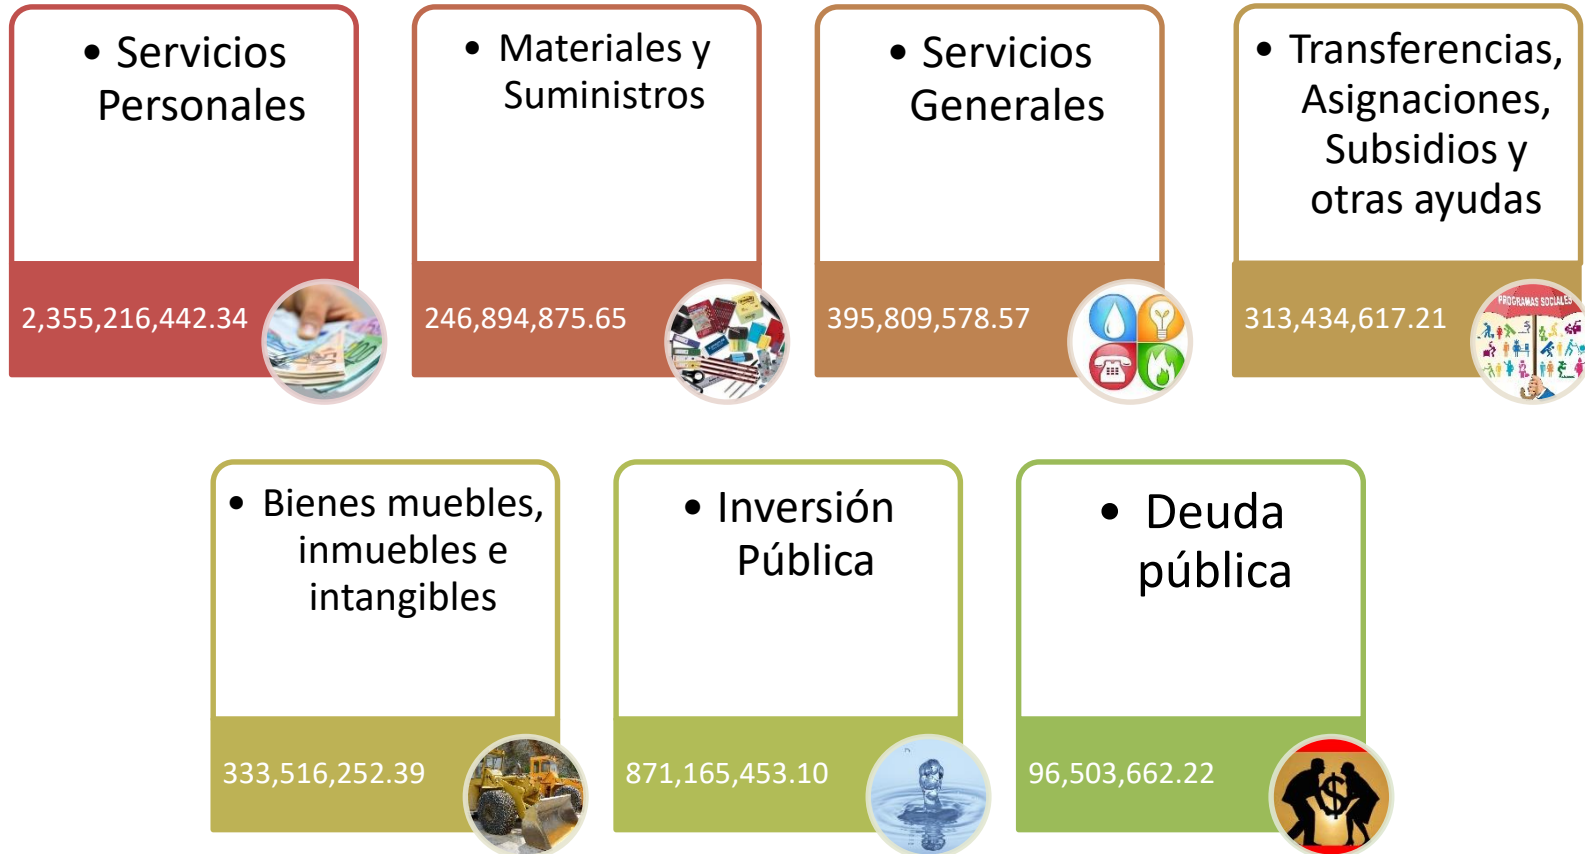 • Servicios
Personales
2,355,216,442.34
• Materiales y
Suministros
246,894,875.65
• Servicios
Generales
395,809,578.57
• Transferencias,
Asignaciones,
Subsidios y
otras ayudas
313,434,617.21
PROGRAMAS SOCIALES
• Bienes muebles,
inmuebles e
intangibles
333,516,252.39
• Inversión
Pública
871,165,453.10
• Deuda
pública
96,503,662.22
$